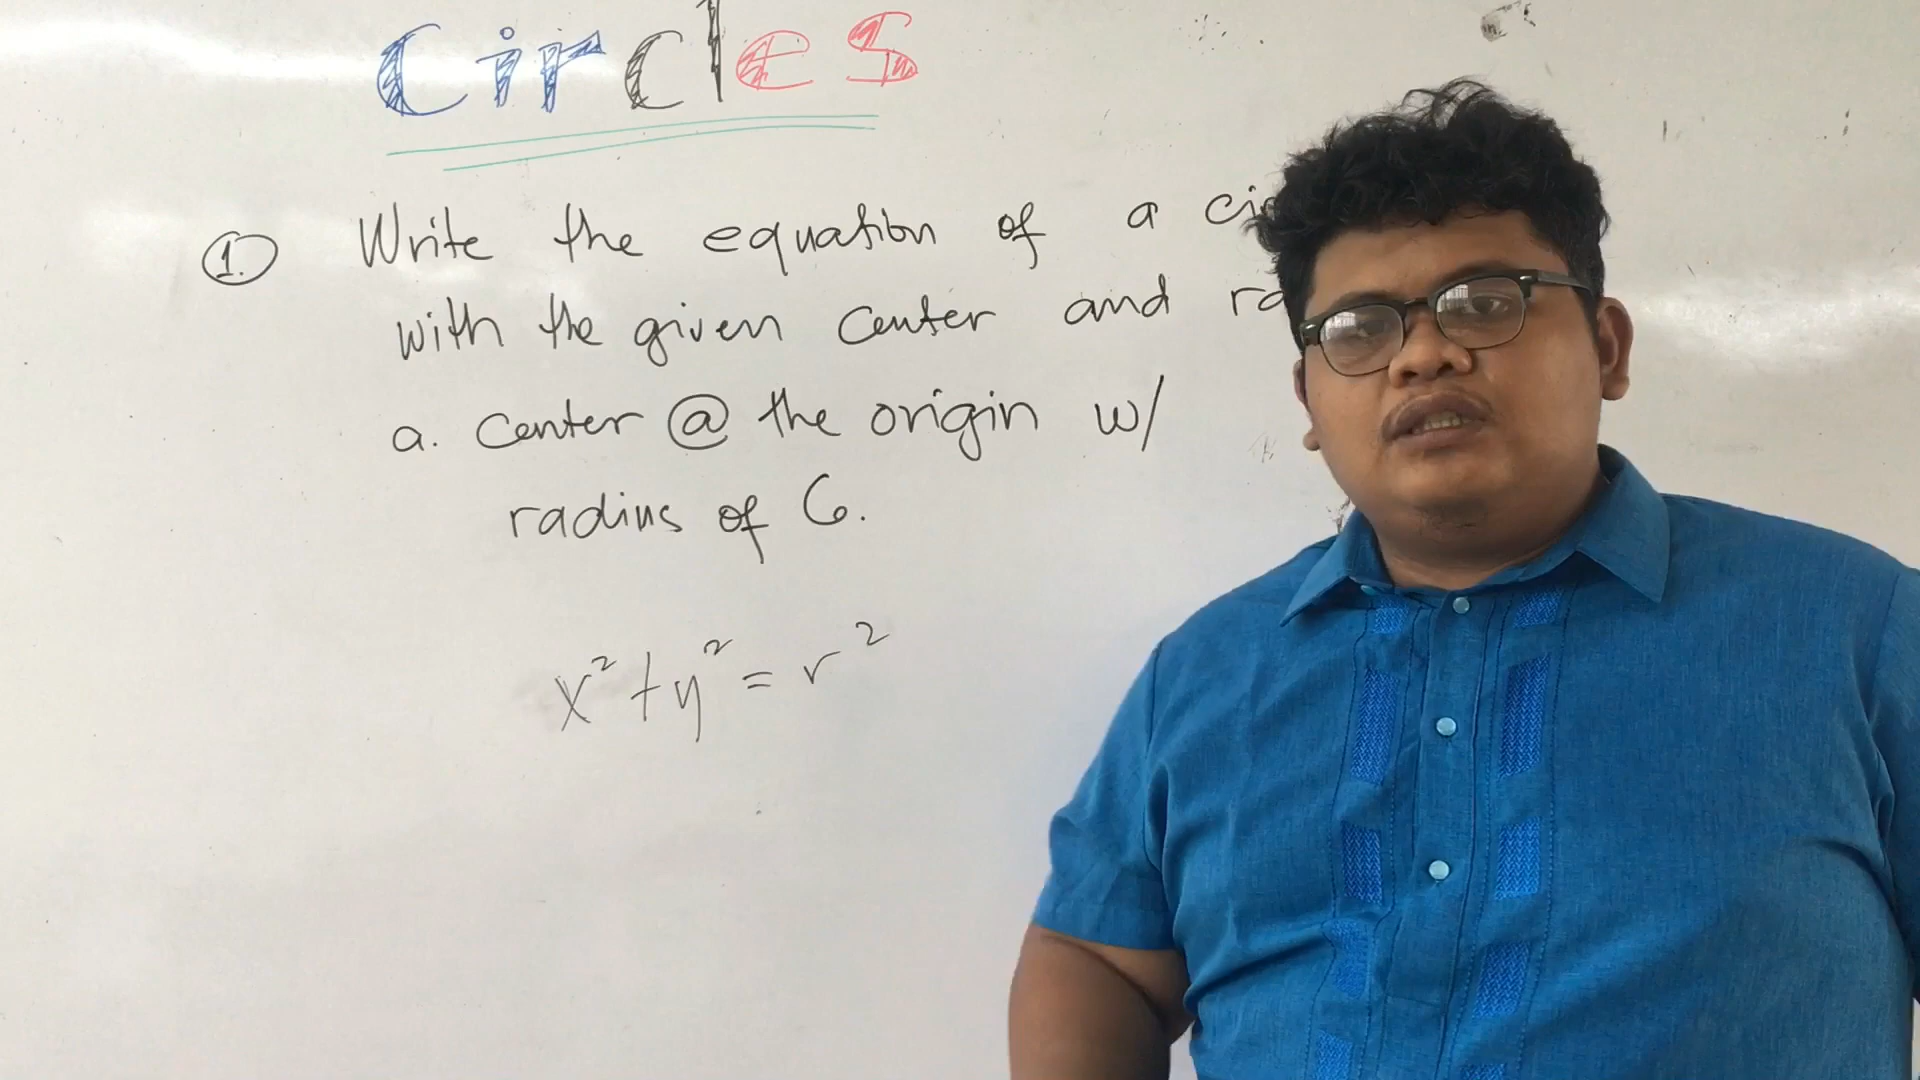 Circles
1. Write the equation of a cir
with the given center and ra
a. center @ the origin w/
radius of 6.
x² + y² = r²